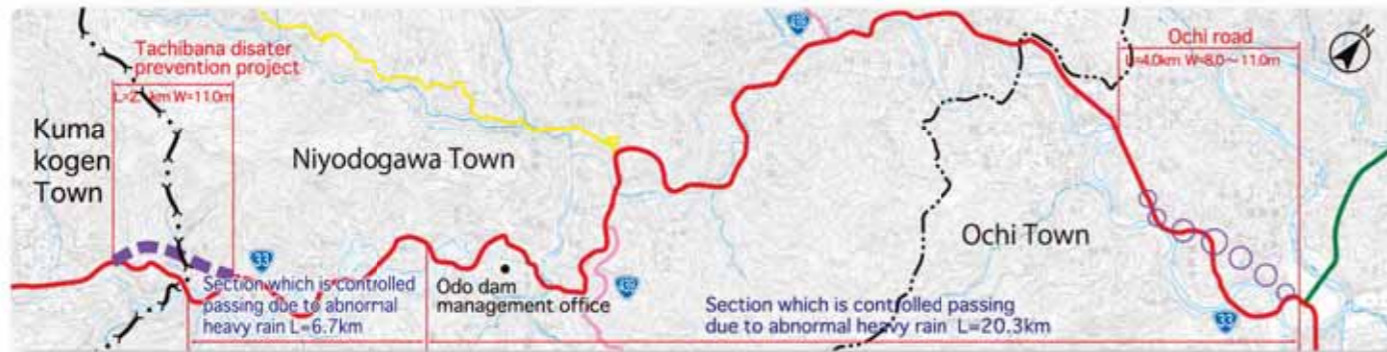 Tachibana disater
prevention project
W=11.0m
Kuma
kogen
Town
Niyodogawa Town
33
Section which is controlled
passing due to abnormal
heavy rain L=6.7km
Odo dam
management office
439
439
Section which is controlled passing
due to abnormal heavy rain L=20.3km
Ochi Town
Ochi road
L=4.0km W=8.0～11.0m
33
N